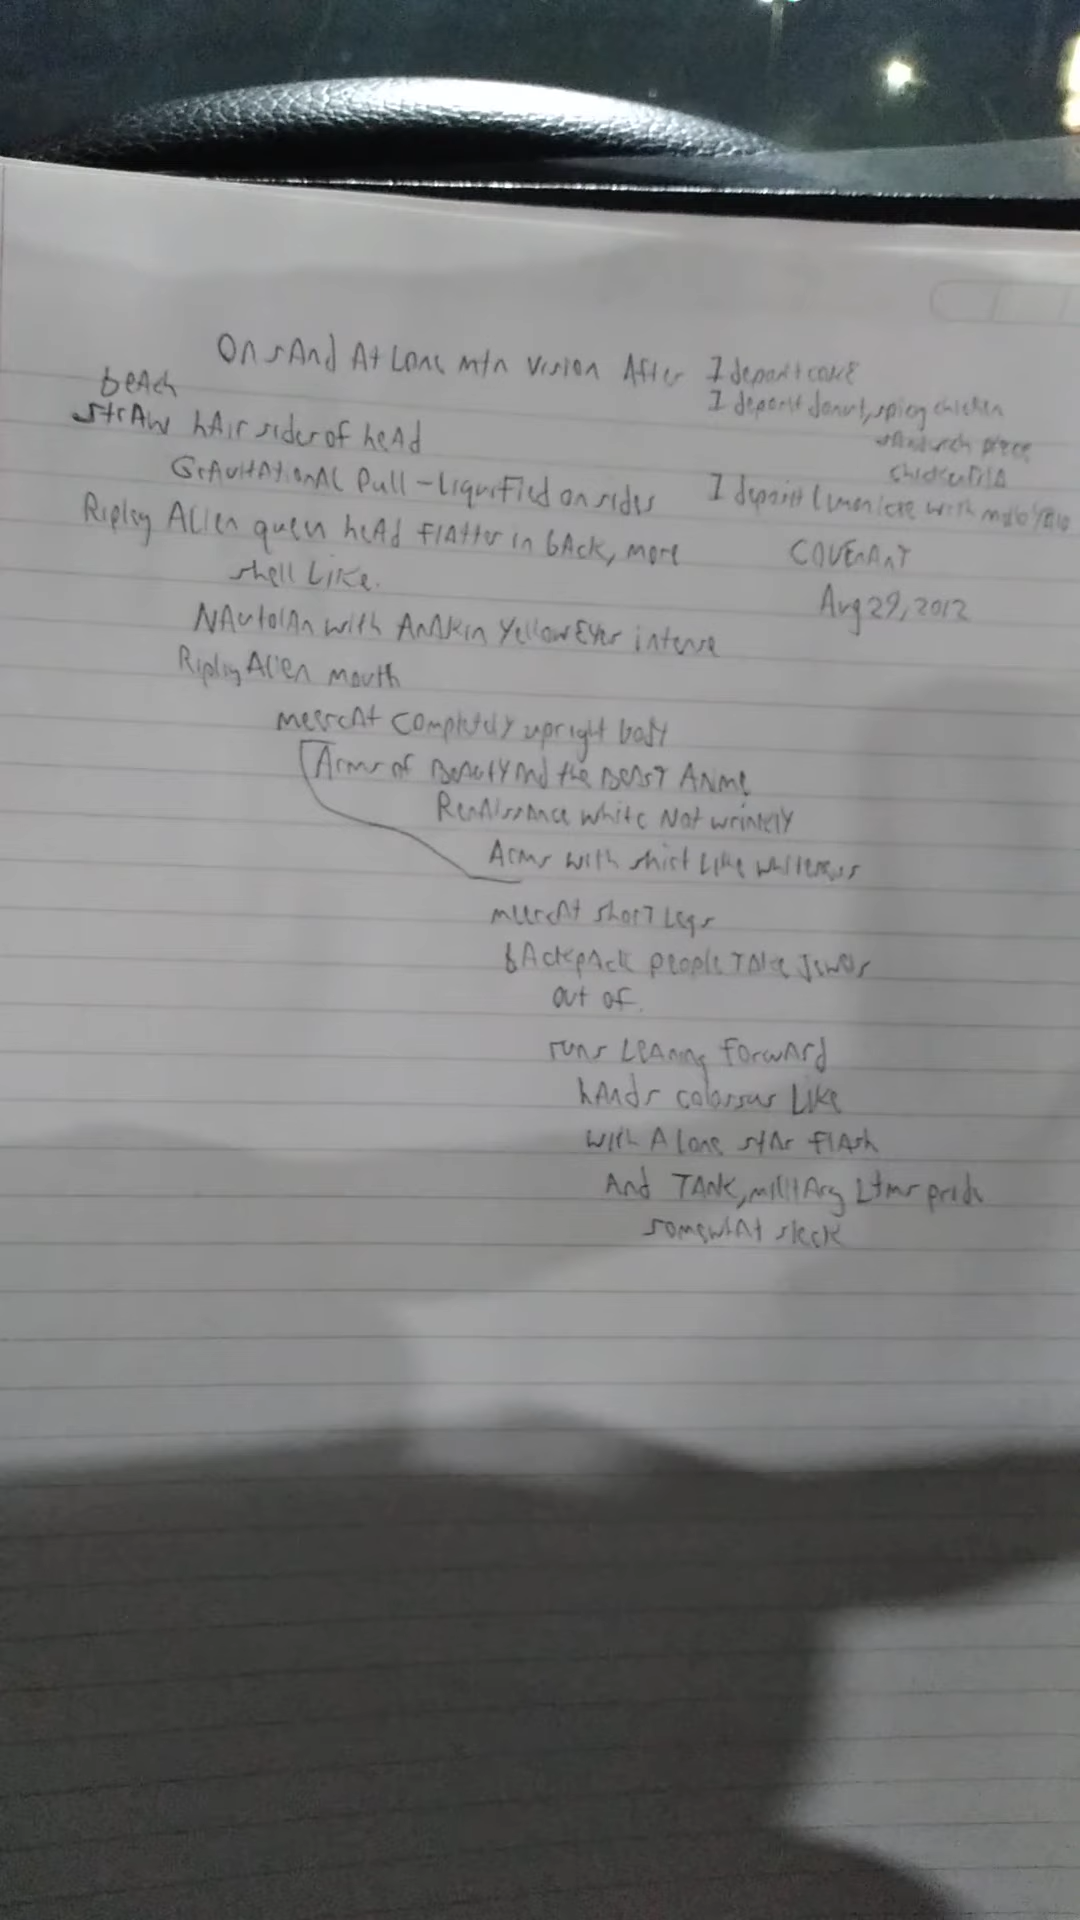 On sAnd At Lone mtn vision After
beAch
strAw hAir sides of heAd
GrAvitAtionAL Pull - Liquified on sides
Ripley ALien queen heAd flAtter in bAck, more
shell Like.
NAutolAn with AnAkin Yellow Eyes intense
Ripley ALien mouth
meercAt completely upright body
Arms of BeAuty And the BeAsT ANime
RenAissAnce white Not wrinkly
Arms with shirt Like
meercAt short Legs
bAckpAck people TAke Jewels
out of.
runs LeAning forwArd
hAnds colossus Like
with A lone stAr flAsh
And TANK, militAry
somewhAt sleek
I deposit
I deposit donut, spicy chicken
sandwich piece
chickenfilA
I deposit with
COVENANT
Aug 29, 2012